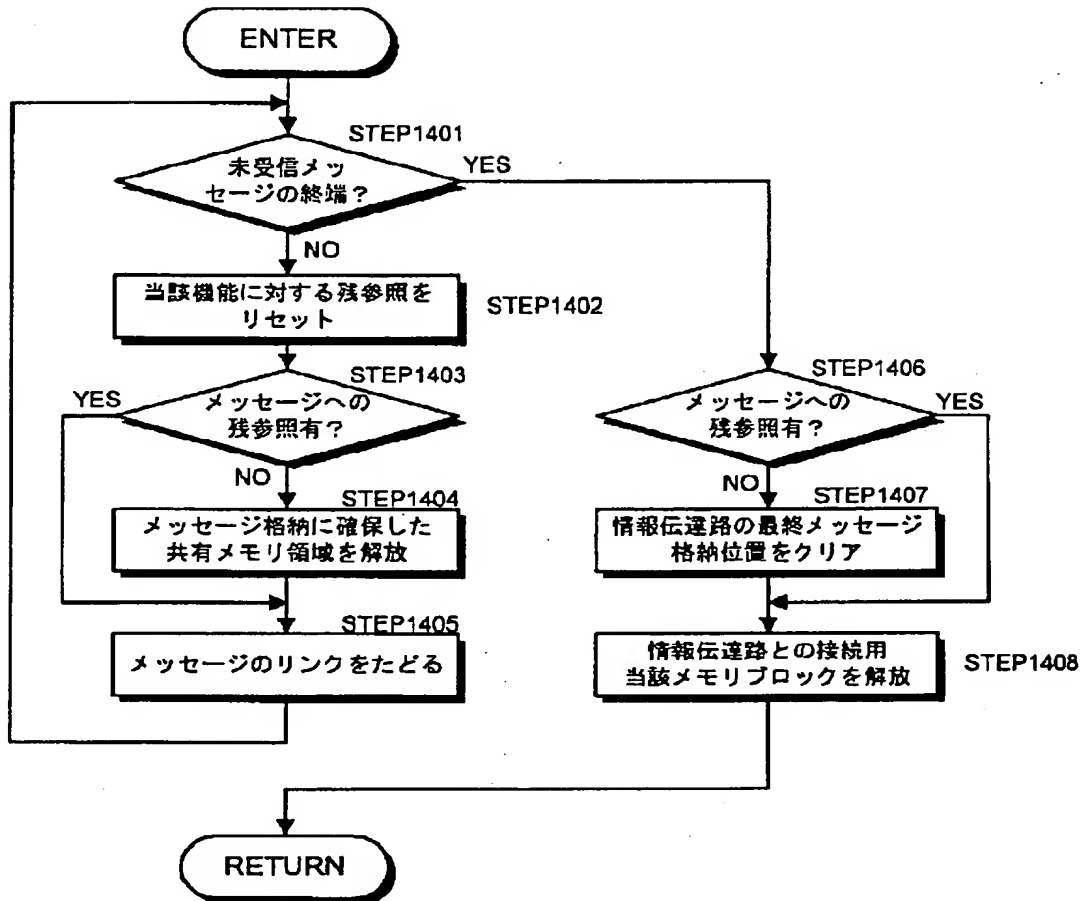 ENTER
STEP1401
未受信メッ
セージの終端？
YES
NO
当該機能に対する残参照を
リセット
STEP1402
STEP1403
YES
メッセージへの
残参照有？
NO
STEP1404
メッセージ格納に確保した
共有メモリ領域を解放
STEP1405
メッセージのリンクをたどる
STEP1406
メッセージへの
残参照有？
YES
NO
STEP1407
情報伝達路の最終メッセージ
格納位置をクリア
情報伝達路との接続用
当該メモリブロックを解放
STEP1408
RETURN